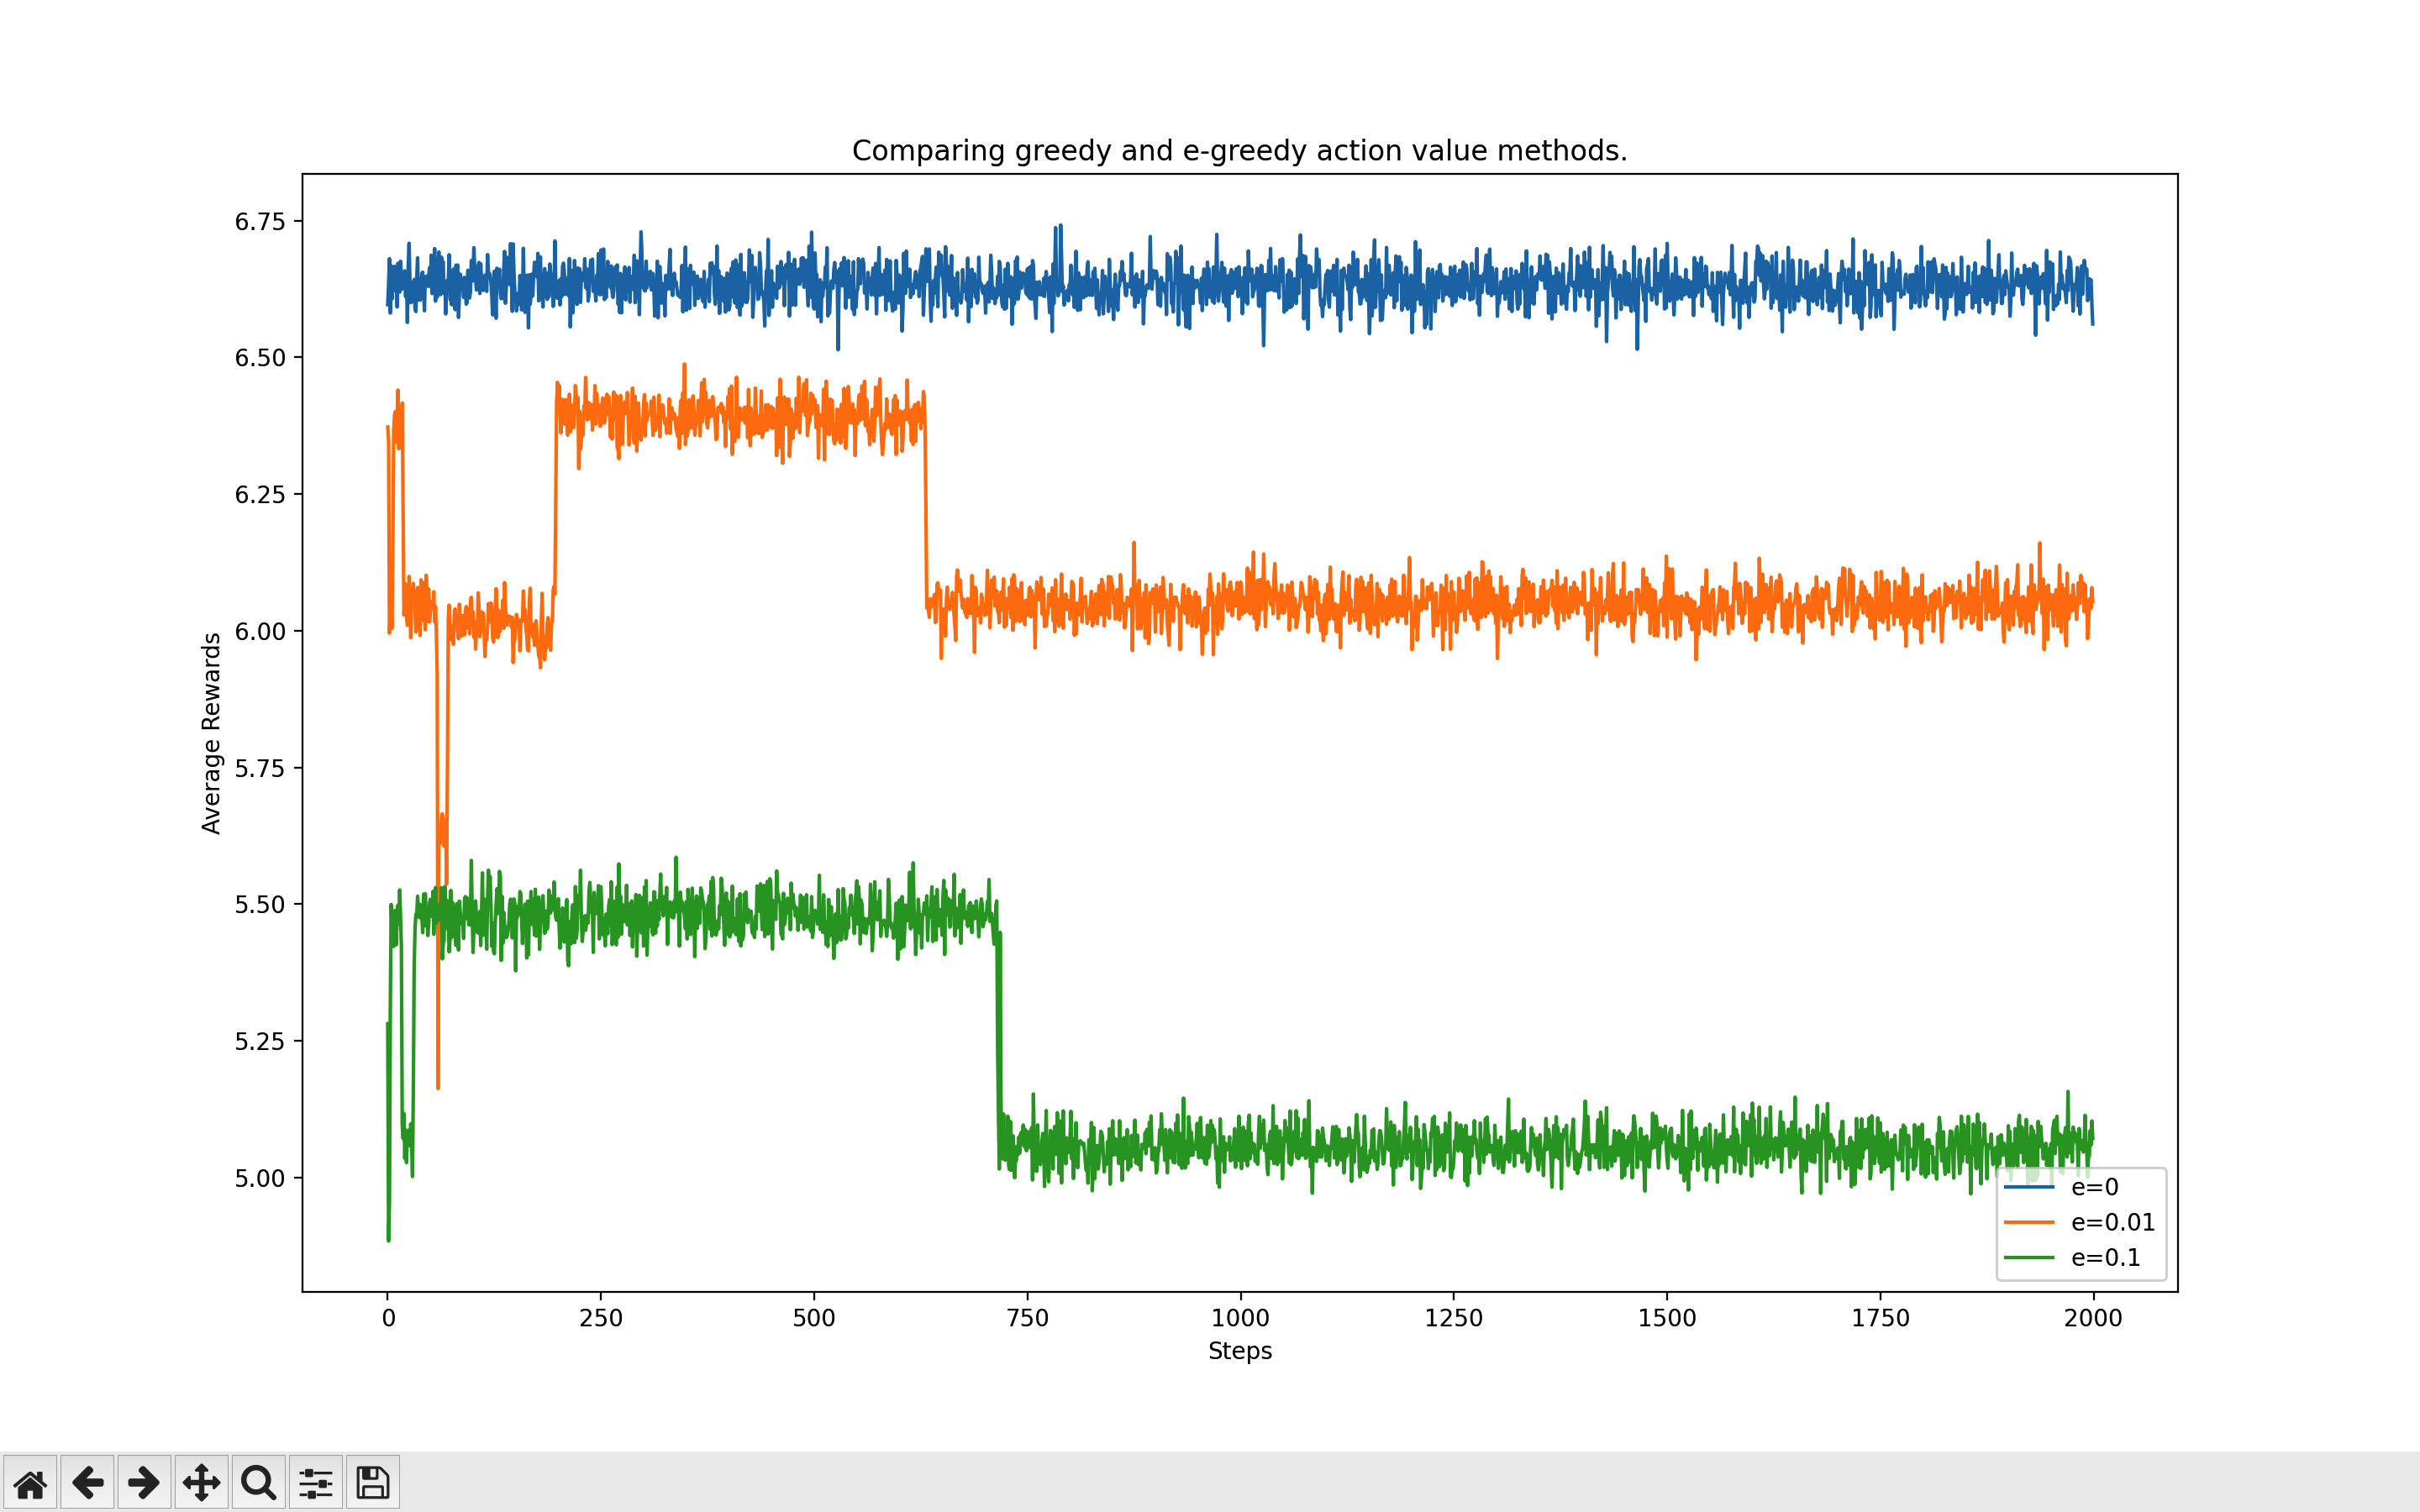 Comparing greedy and e-greedy action value methods.
6.75
6.50
6.25
6.00
5.75
5.50
5.25
5.00
Average Rewards
0 250 500 750 1000 1250 1500 1750 2000
Steps
e=0
e=0.01
e=0.1